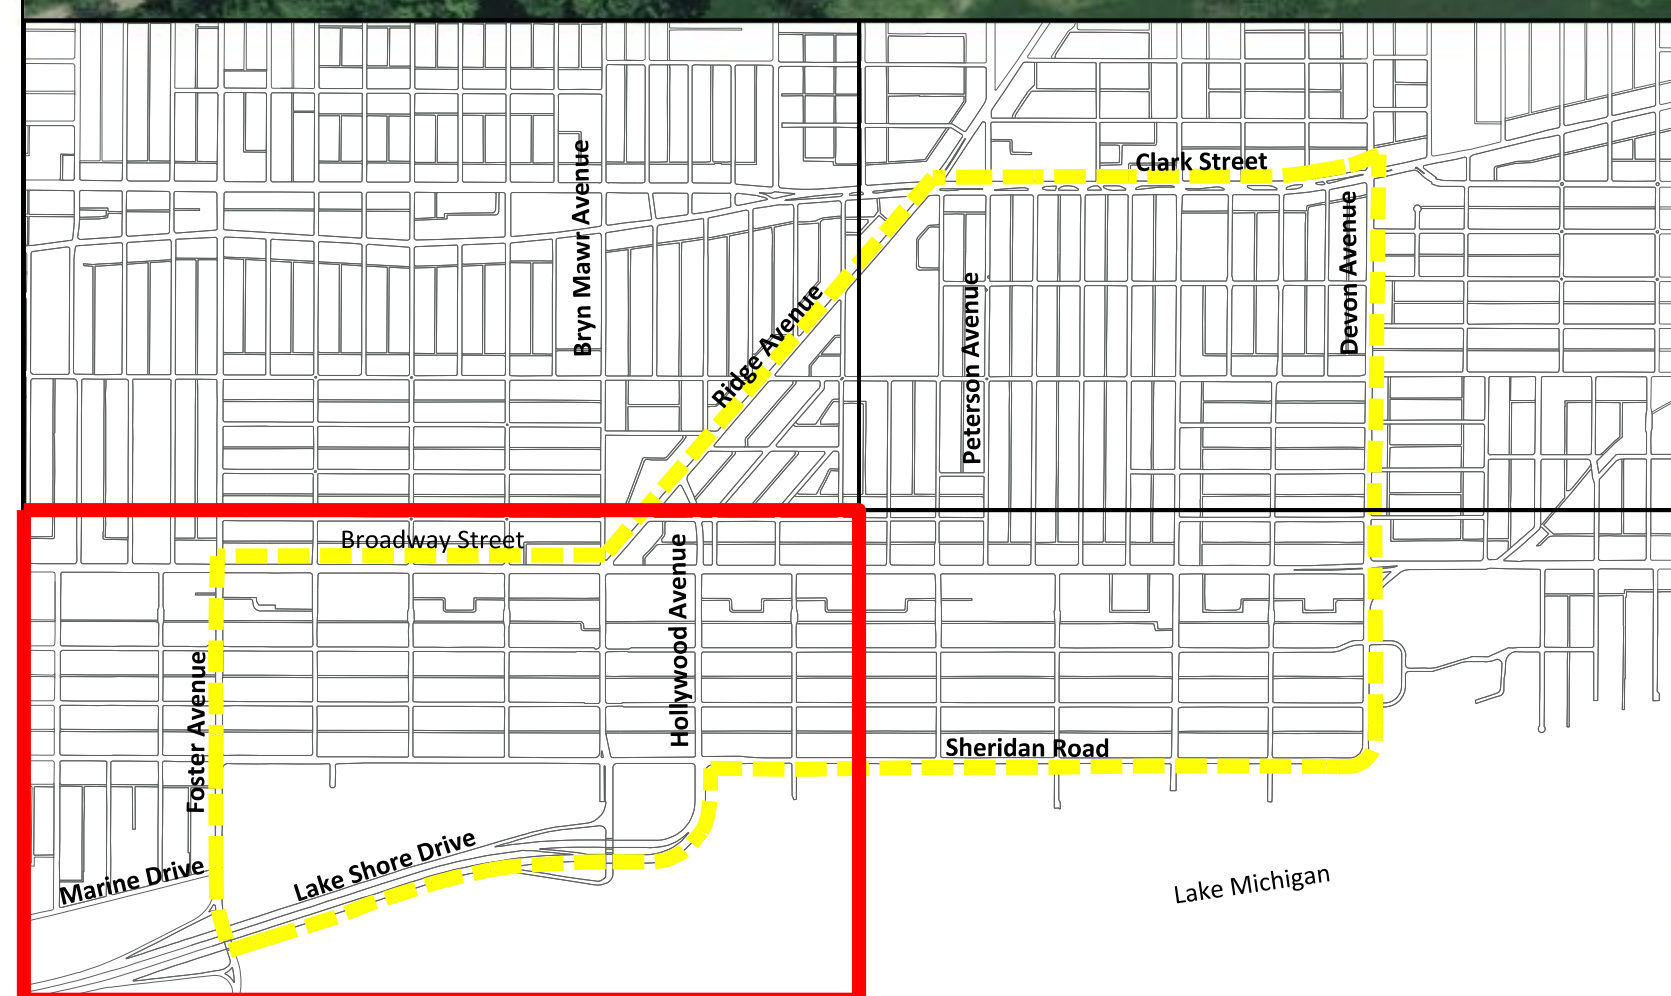 Clark Street
Bryn Mawr Avenue
Devon Avenue
Ridge Avenue
Peterson Avenue
Broadway Street
Hollywood Avenue
Foster Avenue
Sheridan Road
Lake Shore Drive
Marine Drive
Lake Michigan